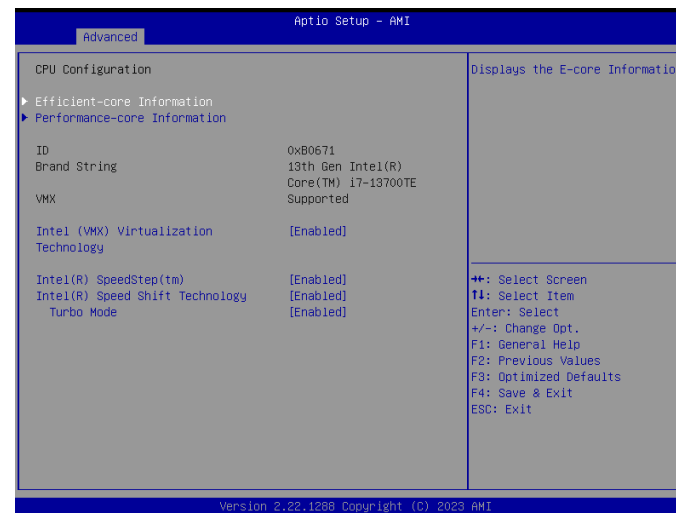 Aptio Setup – AMI
Advanced
CPU Configuration
Displays the E-core Informatio
Efficient-core Information
Performance-core Information
ID 0xB0671
Brand String 13th Gen Intel(R)
Core(TM) i7-13700TE
VMX Supported
Intel (VMX) Virtualization [Enabled]
Technology
Intel(R) SpeedStep(tm) [Enabled]
Intel(R) Speed Shift Technology [Enabled]
Turbo Mode [Enabled]
→←: Select Screen
↑↓: Select Item
Enter: Select
+/-: Change Opt.
F1: General Help
F2: Previous Values
F3: Optimized Defaults
F4: Save & Exit
ESC: Exit
Version 2.22.1288 Copyright (C) 2023 AMI